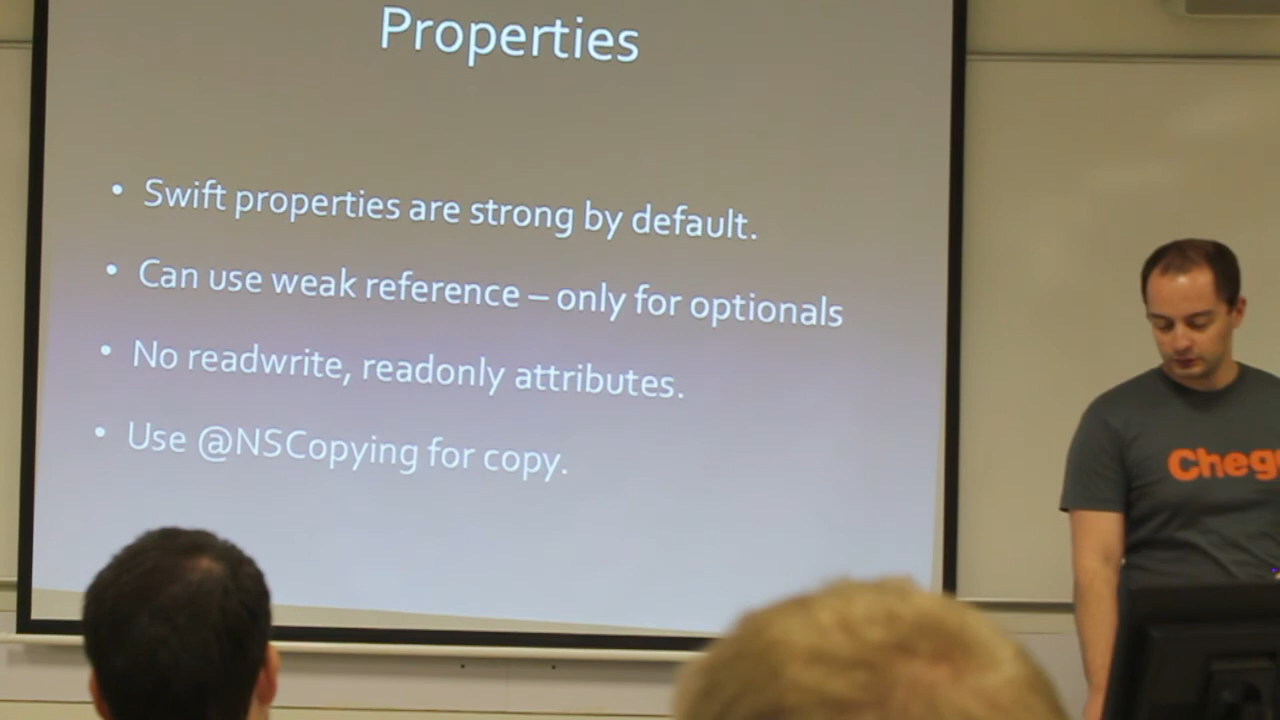 Properties
• Swift properties are strong by default.
• Can use weak reference – only for optionals
• No readwrite, readonly attributes.
• Use @NSCopying for copy.
Cheg